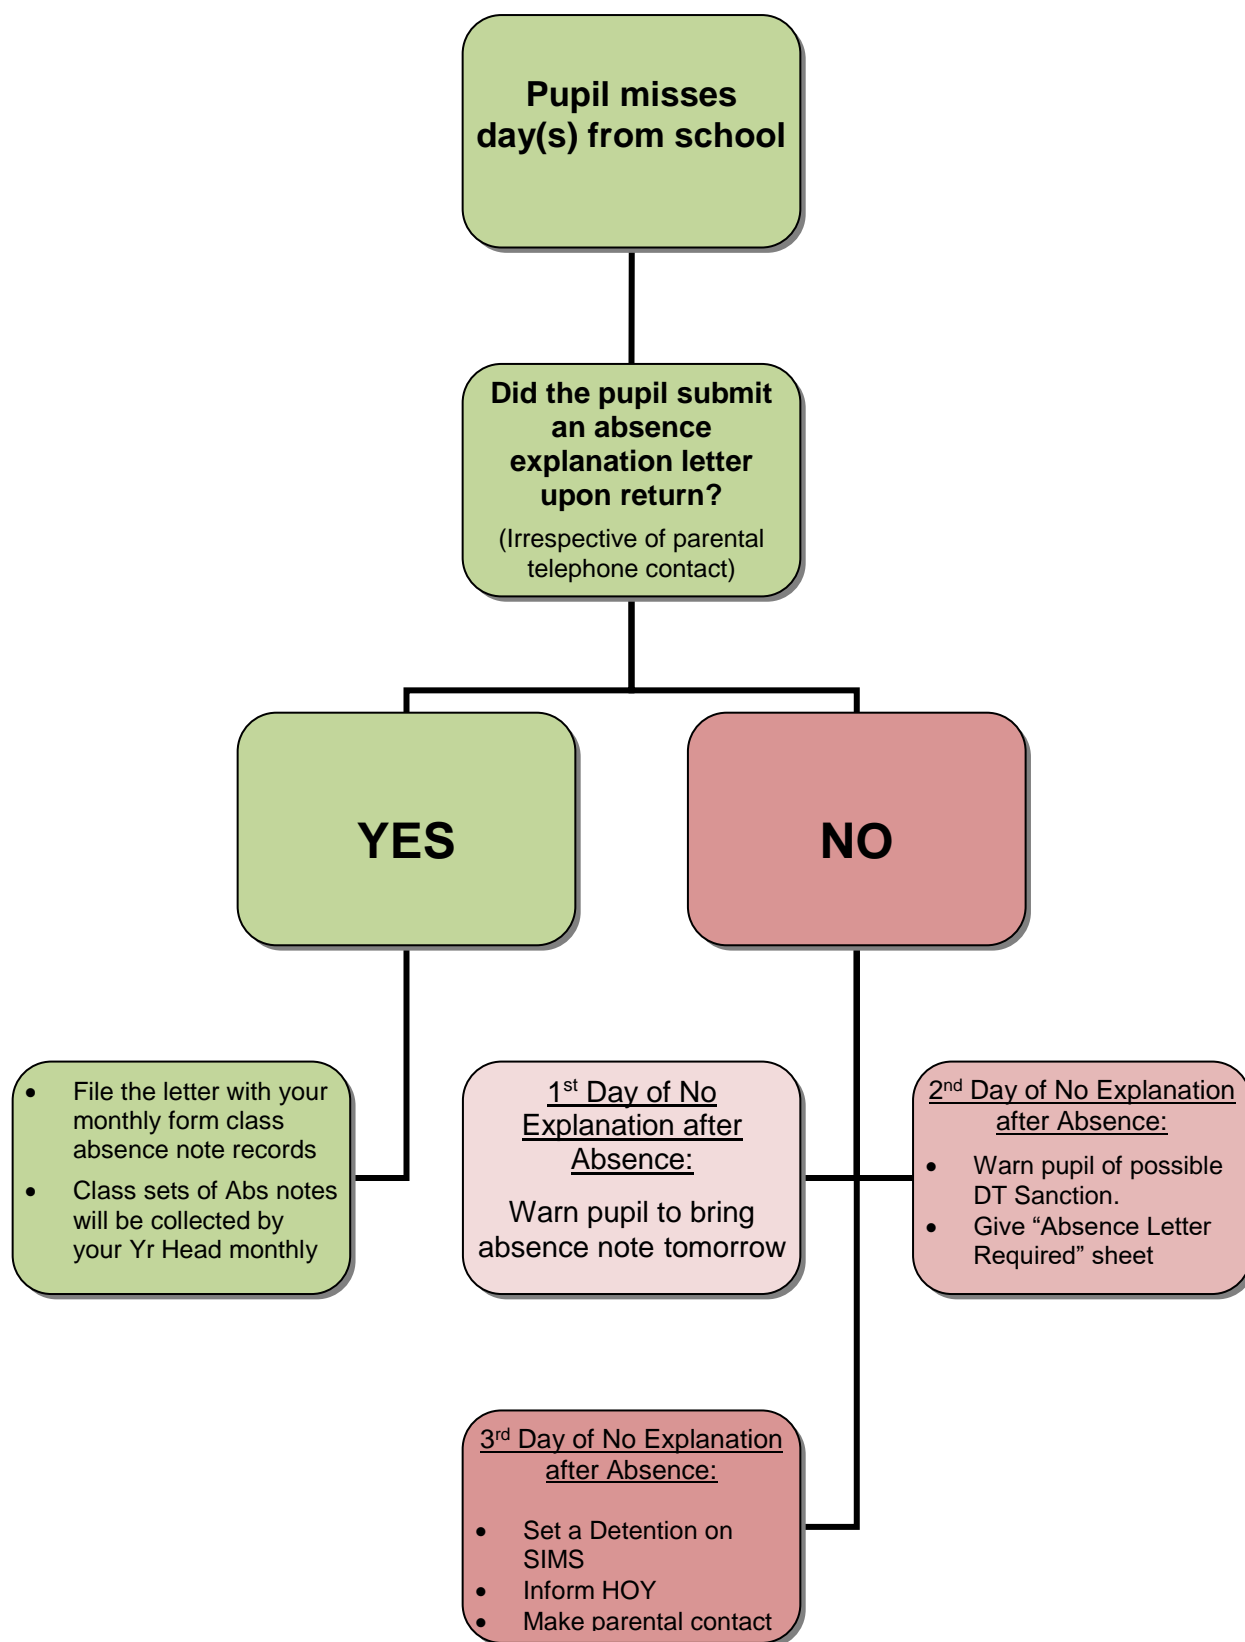 Pupil misses
day(s) from school
Did the pupil submit
an absence
explanation letter
upon return?
(Irrespective of parental
telephone contact)
YES
NO
• File the letter with your
monthly form class
absence note records
• Class sets of Abs notes
will be collected by
your Yr Head monthly
1st Day of No
Explanation after
Absence:
Warn pupil to bring
absence note tomorrow
2nd Day of No Explanation
after Absence:
• Warn pupil of possible
DT Sanction.
• Give “Absence Letter
Required” sheet
3rd Day of No Explanation
after Absence:
• Set a Detention on
SIMS
• Inform HOY
• Make parental contact